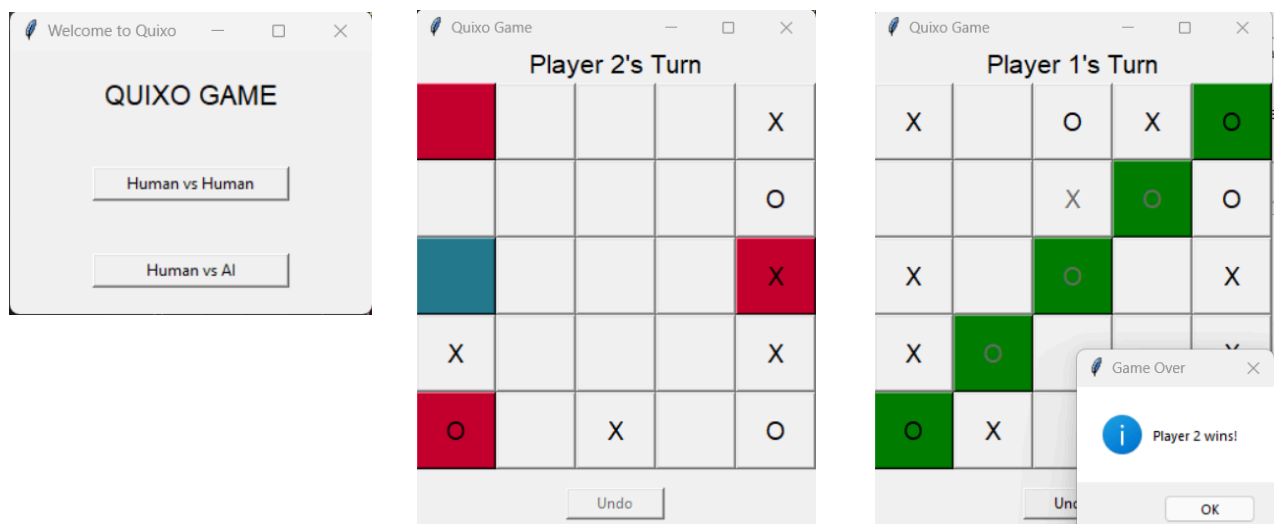 Welcome to Quixo
QUIXO GAME
Human vs Human
Human vs AI
Quixo Game
Player 2's Turn
X
O
X
X X
O X O
Undo
Quixo Game
Player 1's Turn
X O X O
X O O
X O X
X O
O X
Game Over
Player 2 wins!
OK